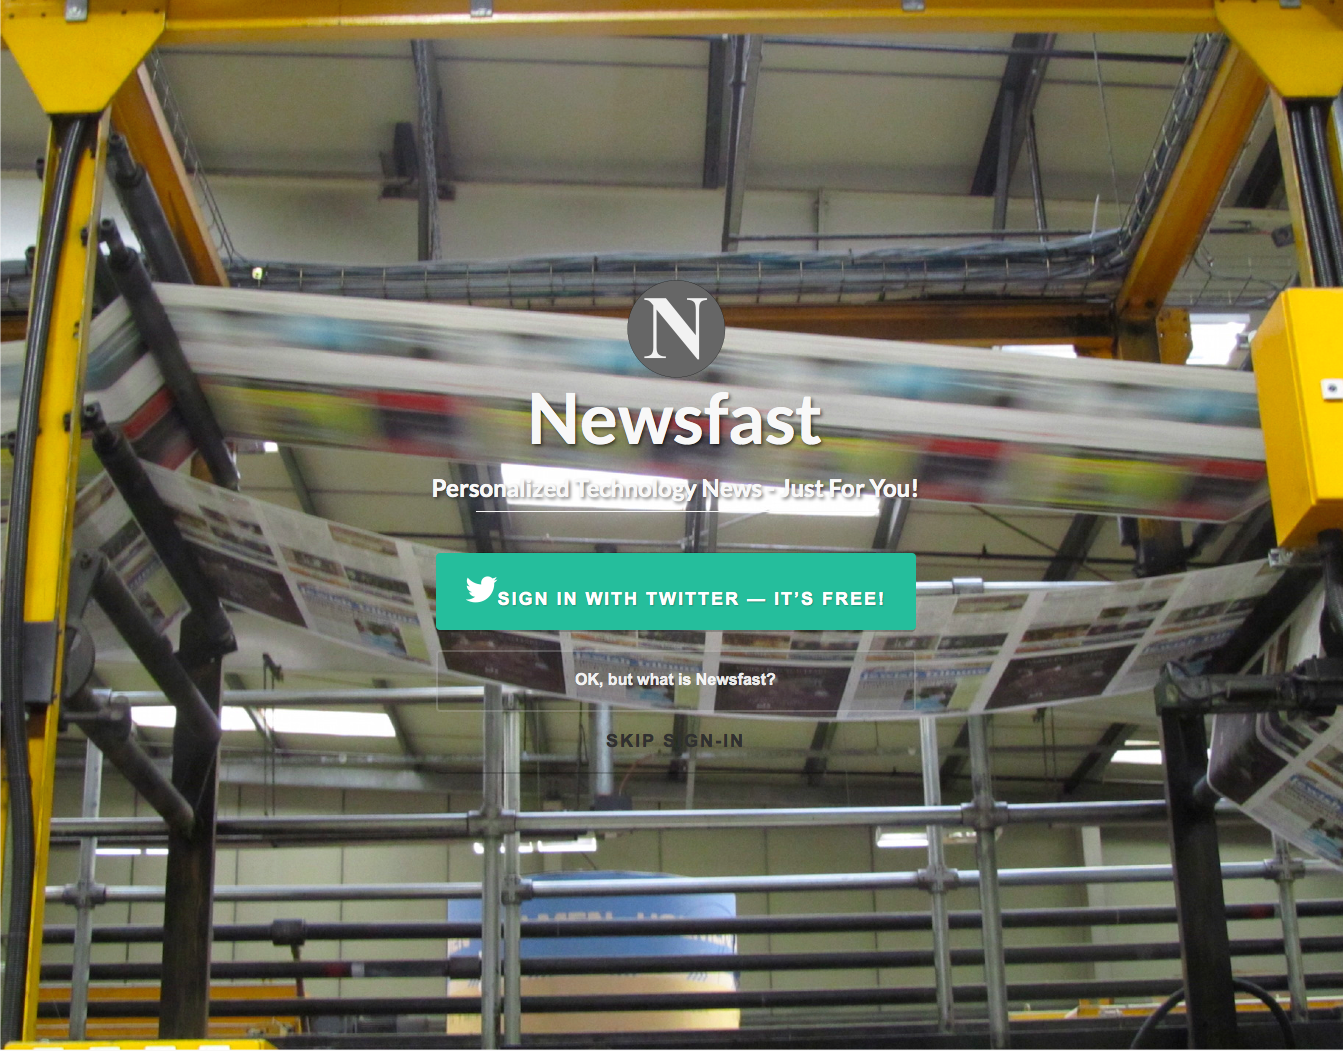 N
Newsfast
Personalized Technology News - Just For You!
SIGN IN WITH TWITTER — IT'S FREE!
OK, but what is Newsfast?
SKIP SIGN-IN